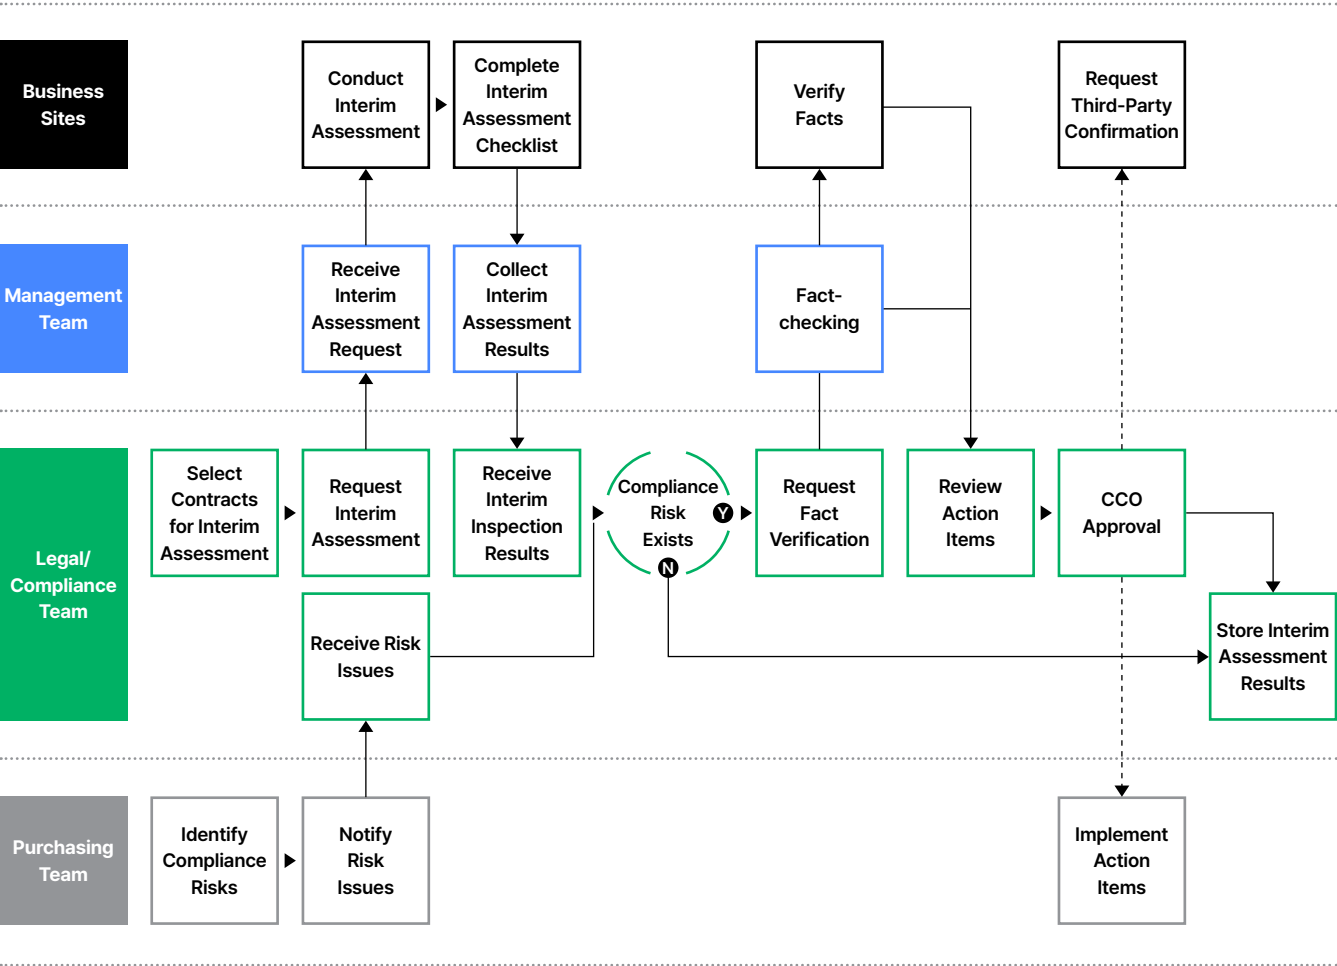 Business
Sites
Conduct
Interim
Assessment
Complete
Interim
Assessment
Checklist
Verify
Facts
Request
Third-Party
Confirmation
Management
Team
Receive
Interim
Assessment
Request
Collect
Interim
Assessment
Results
Fact-
checking
Legal/
Compliance
Team
Select
Contracts
for Interim
Assessment
Request
Interim
Assessment
Receive
Interim
Inspection
Results
Compliance
Risk
Exists
Y
N
Request
Fact
Verification
Review
Action
Items
CCO
Approval
Receive Risk
Issues
Store Interim
Assessment
Results
Purchasing
Team
Identify
Compliance
Risks
Notify
Risk
Issues
Implement
Action
Items